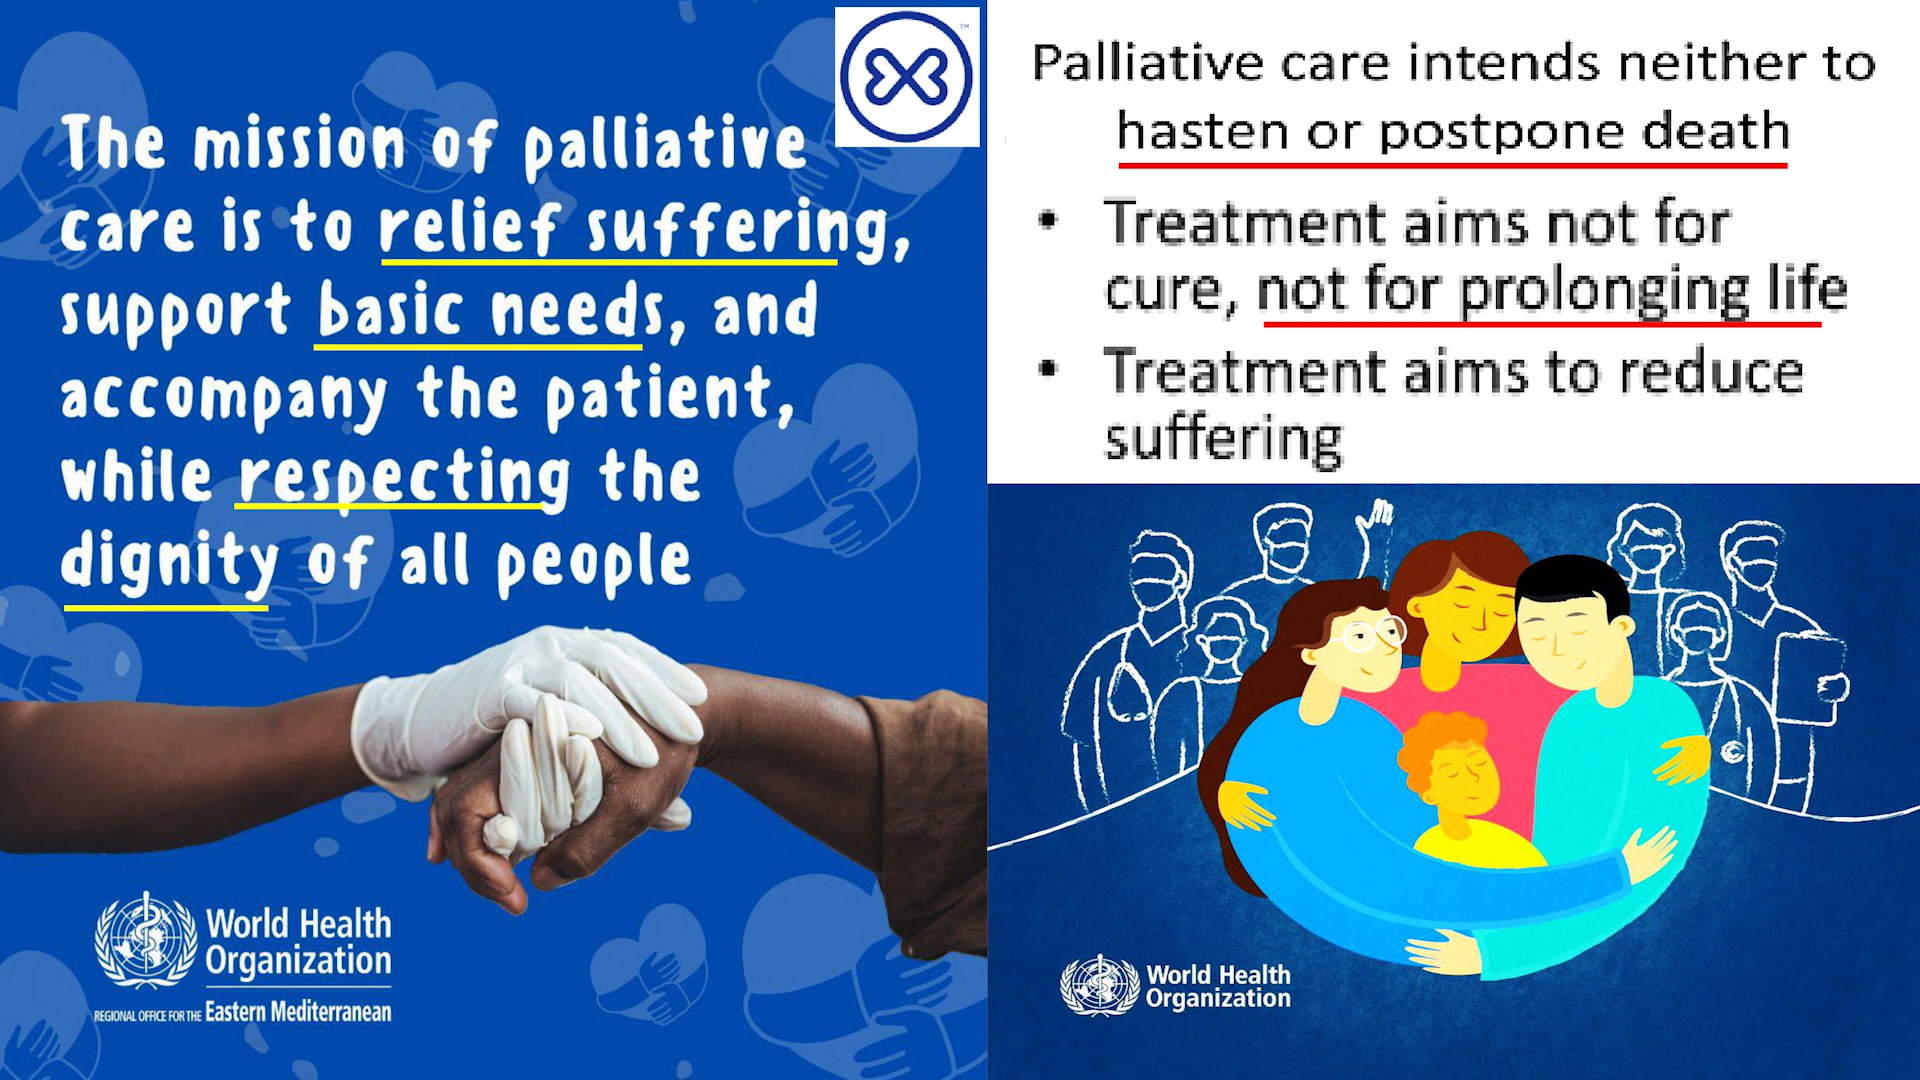 The mission of palliative
care is to relief suffering,
support basic needs, and
accompany the patient,
while respecting the
dignity of all people
World Health
Organization
REGIONAL OFFICE FOR THE Eastern Mediterranean
TM
Palliative care intends neither to
hasten or postpone death
• Treatment aims not for
cure, not for prolonging life
• Treatment aims to reduce
suffering
World Health
Organization